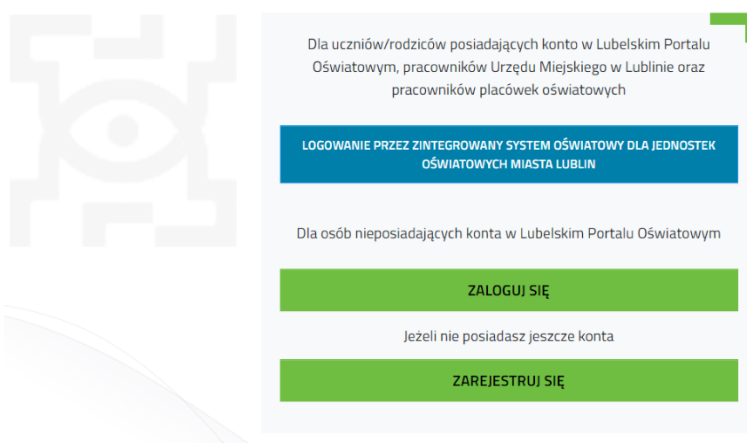 Dla uczniów/rodziców posiadających konto w Lubelskim Portalu
Oświatowym, pracowników Urzędu Miejskiego w Lublinie oraz
pracowników placówek oświatowych
LOGOWANIE PRZEZ ZINTEGROWANY SYSTEM OŚWIATOWY DLA JEDNOSTEK
OŚWIATOWYCH MIASTA LUBLIN
Dla osób nieposiadających konta w Lubelskim Portalu Oświatowym
ZALOGUJ SIĘ
Jeżeli nie posiadasz jeszcze konta
ZAREJESTRUJ SIĘ